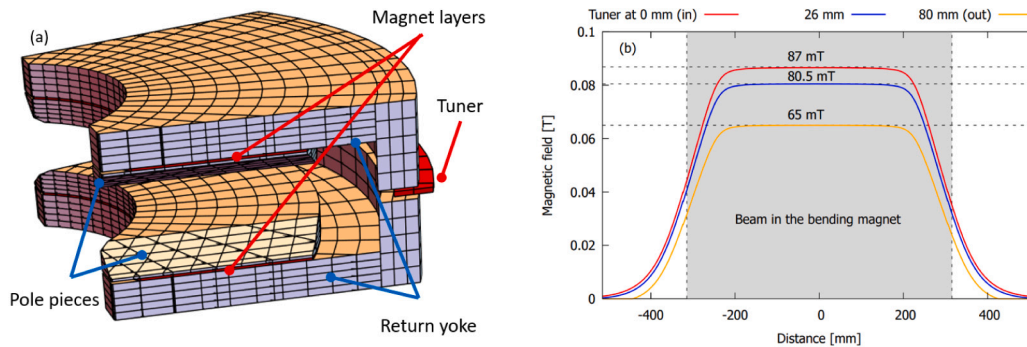 (a)
Magnet layers
Tuner
Pole pieces
Return yoke
Tuner at 0 mm (in) 26 mm 80 mm (out)
(b)
0.1
0.08
0.06
0.04
0.02
0
Magnetic field [T]
87 mT
80.5 mT
65 mT
Beam in the bending magnet
-400 -200 0 200 400
Distance [mm]